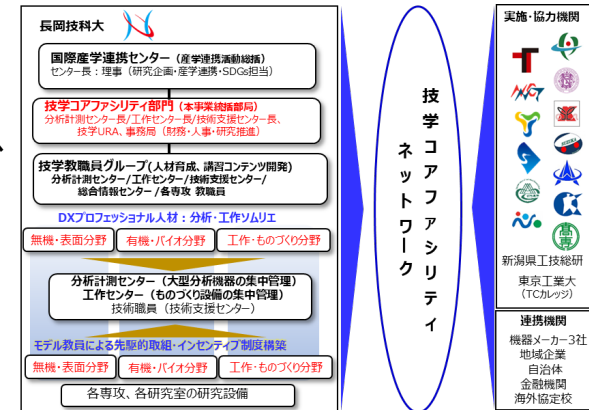 長岡技科大
国際産学連携センター（産学連携活動総括）
センター長：理事（研究企画・産学連携・SDGs担当）
技学コアファシリティ部門（本事業統括部局）
分析計測センター長/工作センター長/技術支援センター長、
技学URA、事務局（財務・人事・研究推進）
技学教職員グループ(人材育成、講習コンテンツ開発)
分析計測センター/工作センター/技術支援センター/
総合情報センター/各専攻 教職員
DXプロフェッショナル人材：分析・工作ソムリエ
無機・表面分野
有機・バイオ分野
工作・ものづくり分野
分析計測センター（大型分析機器の集中管理）
工作センター（ものづくり設備の集中管理）
技術職員（技術支援センター）
モデル教員による先駆的取組・インセンティブ制度構築
無機・表面分野
有機・バイオ分野
工作・ものづくり分野
各専攻、各研究室の研究設備
技学コアファシリティ
ネットワーク
実施・協力機関
高専
新潟県工技総研
東京工業大
（TCカレッジ）
連携機関
機器メーカー3社
地域企業
自治体
金融機関
海外協定校